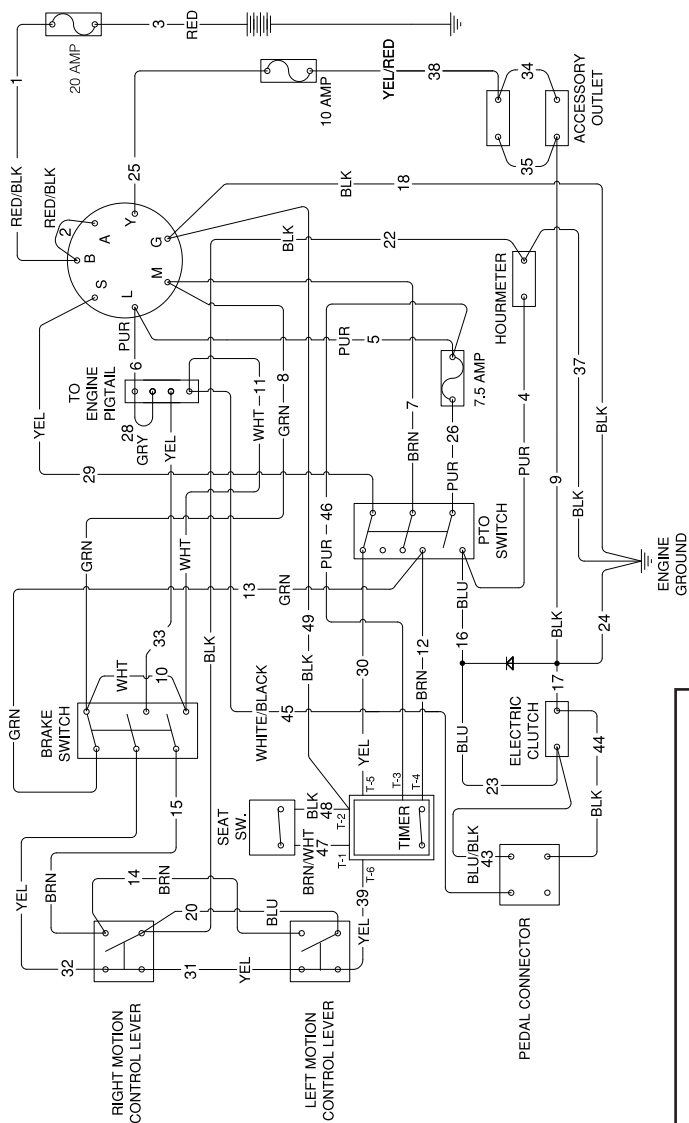 RIGHT MOTION
CONTROL LEVER
LEFT MOTION
CONTROL LEVER
PEDAL CONNECTOR
YEL
32
BRN
14
BRN
20
BLU
31
YEL
YEL
39
15
GRN
BRAKE
SWITCH
WHT
10
33
GRN
WHT
SEAT
SW.
BRN/WHT
47
BLK
48
T-1
T-2
T-6
T-5
T-3
T-4
TIMER
WHITE/BLACK
45
BLK
49
YEL
30
BRN
12
BLU/BLK
43
BLU
23
ELECTRIC
CLUTCH
BLK
44
17
BLK
16
BLU
24
ENGINE
GROUND
BLK
13
GRN
PUR
46
PTO
SWITCH
PUR
4
BLK
37
BLK
9
YEL
29
TO
ENGINE
PIGTAIL
28
GRY
YEL
6
PUR
WHT
11
GRN
8
BRN
7
PUR
26
PUR
5
7.5 AMP
HOURMETER
BLK
22
BLK
18
S
B
A
L
Y
M
G
2
RED/BLK
RED/BLK
1
25
20 AMP
3
RED
10 AMP
YEL/RED
38
34
35
ACCESSORY
OUTLET